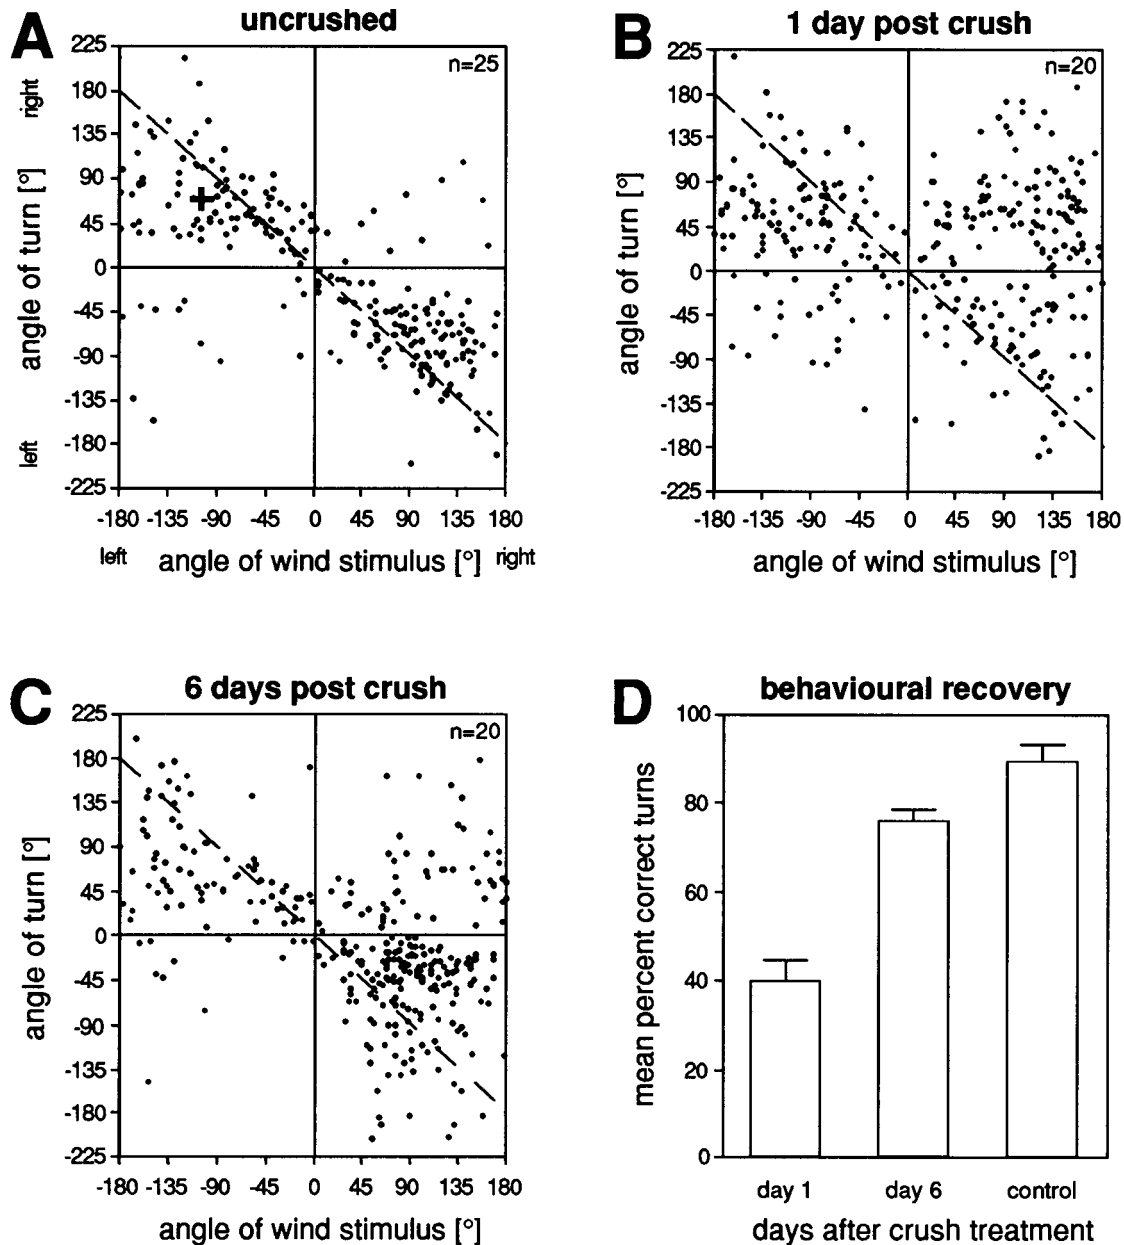 A
uncrushed
n=25
225
180
135
90
45
0
-45
-90
-135
-180
-225
right
angle of turn [°]
left
-180 -135 -90 -45 0 45 90 135 180
left angle of wind stimulus [°] right
B
1 day post crush
n=20
225
180
135
90
45
0
-45
-90
-135
-180
-225
angle of turn [°]
-180 -135 -90 -45 0 45 90 135 180
angle of wind stimulus [°]
C
6 days post crush
n=20
225
180
135
90
45
0
-45
-90
-135
-180
-225
angle of turn [°]
-180 -135 -90 -45 0 45 90 135 180
angle of wind stimulus [°]
D
behavioural recovery
100
80
60
40
20
0
mean percent correct turns
day 1 day 6 control
days after crush treatment